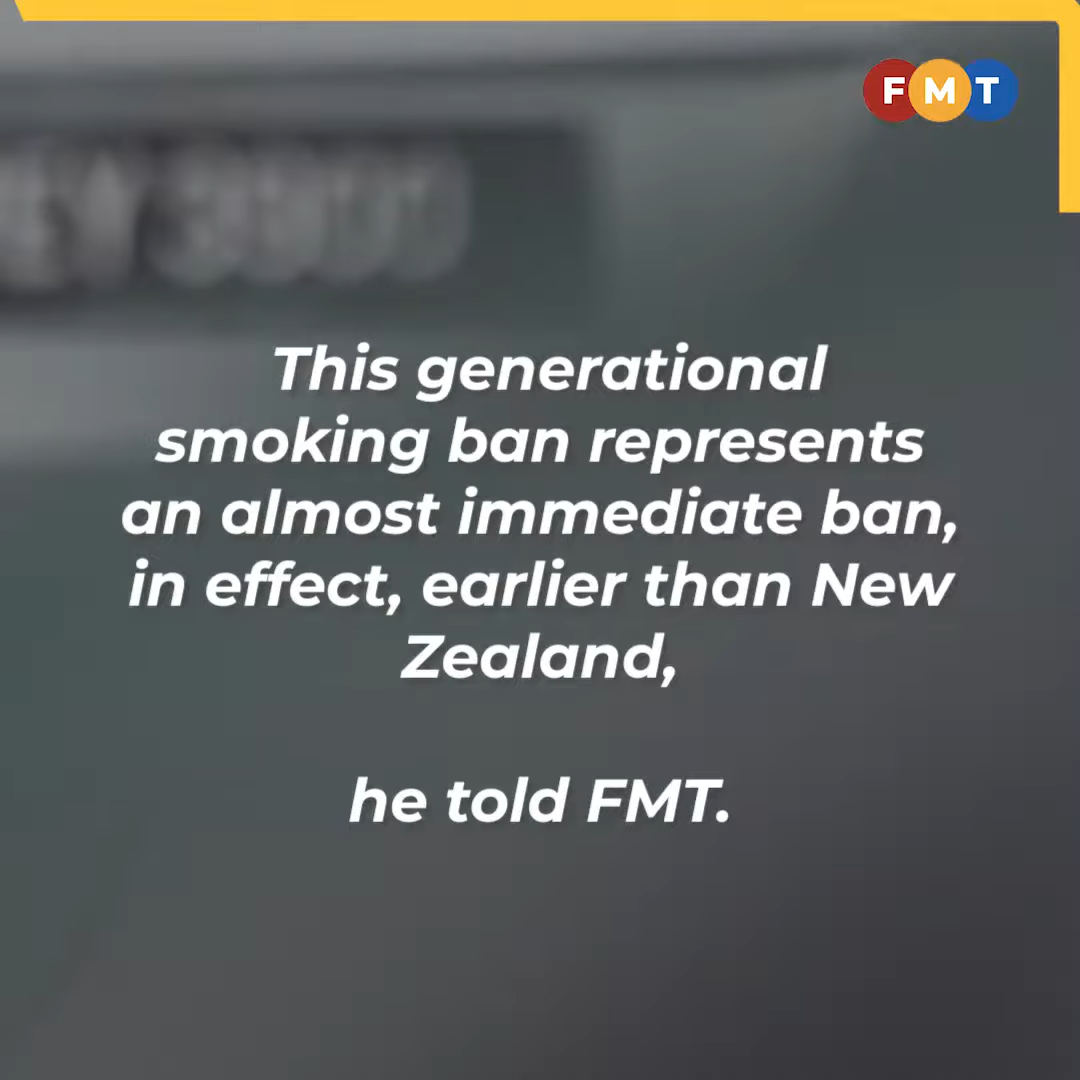 FMT
This generational
smoking ban represents
an almost immediate ban,
in effect, earlier than New
Zealand,
he told FMT.